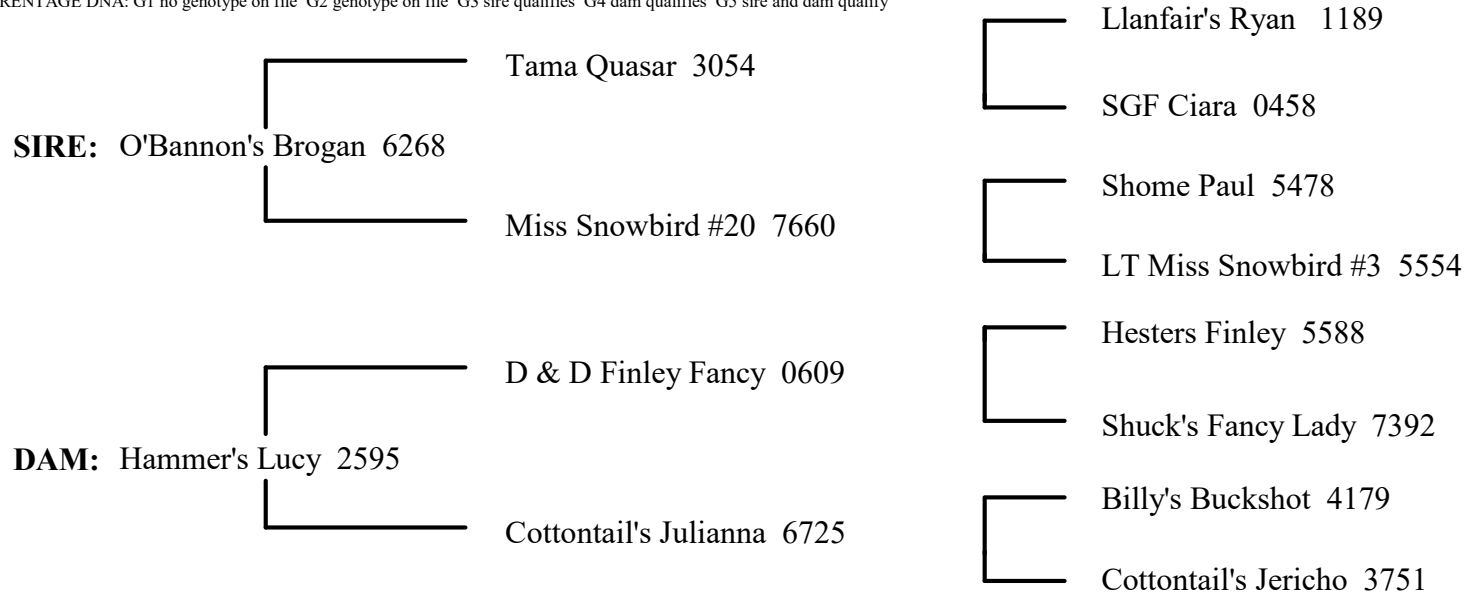 G1 no genotype on file G2 genotype on file G3 sire qualifies G4 dam qualifies G5 sire and dam qualify
Llanfair's Ryan 1189
Tama Quasar 3054
SGF Ciara 0458
SIRE: O'Bannon's Brogan 6268
Shome Paul 5478
Miss Snowbird #20 7660
LT Miss Snowbird #3 5554
Hesters Finley 5588
D & D Finley Fancy 0609
Shuck's Fancy Lady 7392
DAM: Hammer's Lucy 2595
Billy's Buckshot 4179
Cottontail's Julianna 6725
Cottontail's Jericho 3751